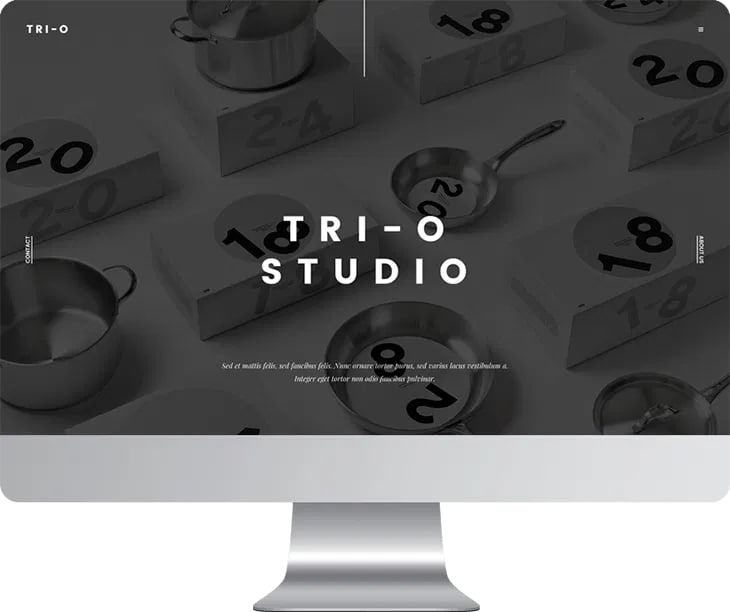 TRI-O
18
1-8
20
2-4
20
2-0
20
2-0
20
TRI-O
18
18
STUDIO
1-8
1-8
CONTACT
ABOUT US
Sed et mattis felis, sed faucibus felis. Nunc ornare tortor purus, sed varius lacus vestibulum a.
Integer eget tortor non odio faucibus pulvinar.
8
2